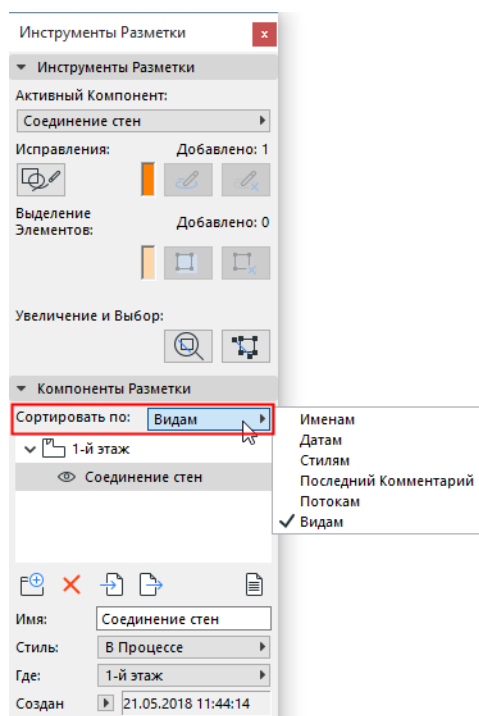 Инструменты Разметки
x
Инструменты Разметки
Активный Компонент:
Соединение стен
Исправления: Добавлено: 1
Выделение
Элементов: Добавлено: 0
Увеличение и Выбор:
Компоненты Разметки
Сортировать по: Видам
Именам
Датам
Стилям
Последний Комментарий
Потокам
Видам
1-й этаж
Соединение стен
Имя: Соединение стен
Стиль: В Процессе
Где: 1-й этаж
Создан 21.05.2018 11:44:14